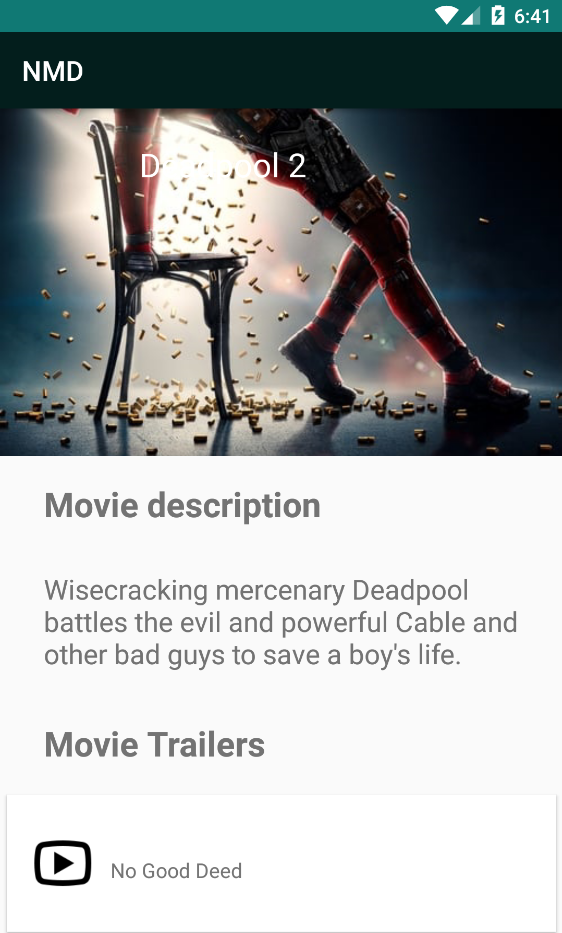 6:41
NMD
Deadpool 2
Movie description
Wisecracking mercenary Deadpool
battles the evil and powerful Cable and
other bad guys to save a boy's life.
Movie Trailers
No Good Deed